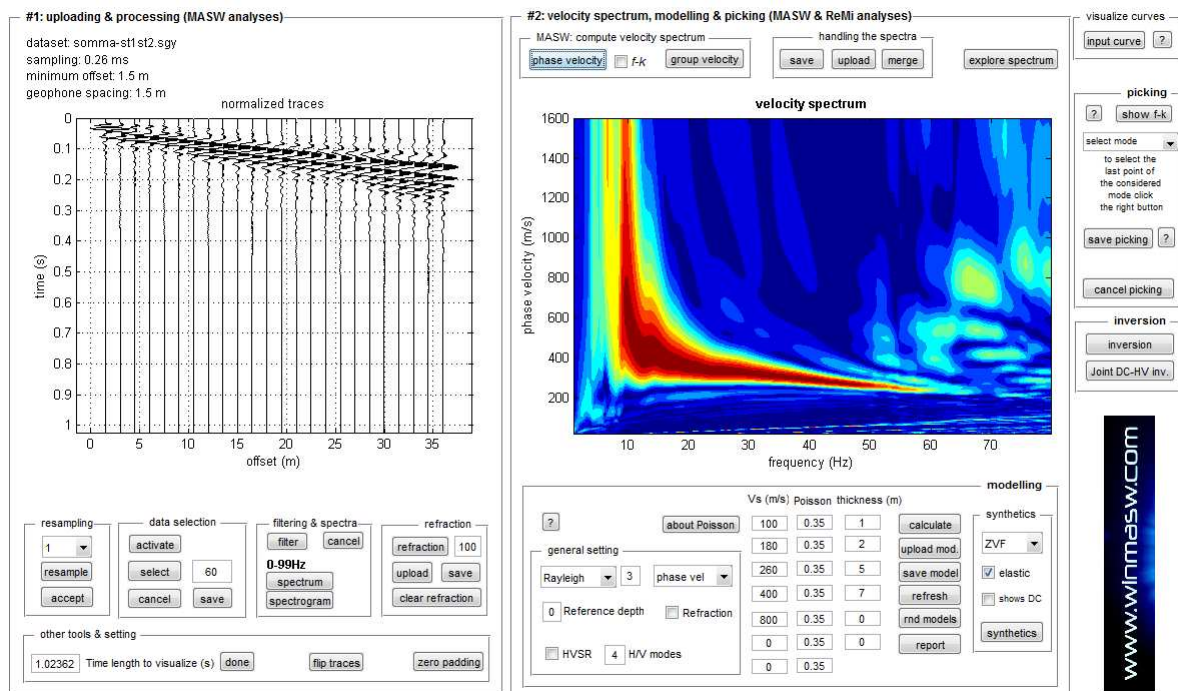 #1: uploading & processing (MASW analyses)
dataset: somma-st1st2.sgy
sampling: 0.26 ms
minimum offset: 1.5 m
geophone spacing: 1.5 m
normalized traces
0
0.1
0.2
0.3
0.4
0.5
0.6
0.7
0.8
0.9
1
time (s)
0 5 10 15 20 25 30 35
offset (m)
resampling
1
resample
accept
data selection
activate
select 60
cancel save
filtering & spectra
filter cancel
0-99Hz
spectrum
spectrogram
refraction
refraction 100
upload save
clear refraction
other tools & setting
1.02362 Time length to visualize (s) done flip traces zero padding
#2: velocity spectrum, modelling & picking (MASW & ReMi analyses)
MASW: compute velocity spectrum
phase velocity f-k group velocity
handling the spectra
save upload merge
explore spectrum
velocity spectrum
1600
1400
1200
1000
800
600
400
200
phase velocity (m/s)
10 20 30 40 50 60 70
frequency (Hz)
modelling
? about Poisson
general setting
Rayleigh 3 phase vel
0 Reference depth Refraction
HVSR 4 H/V modes
Vs (m/s) Poisson thickness (m)
100 0.35 1
180 0.35 2
260 0.35 5
400 0.35 7
800 0.35 0
0 0.35 0
0 0.35
calculate
upload mod.
save model
refresh
rnd models
report
synthetics
ZVF
elastic
shows DC
synthetics
visualize curves
input curve ?
picking
? show f-k
select mode
to select the
last point of
the considered
mode click
the right button
save picking ?
cancel picking
inversion
inversion
Joint DC-HV inv.
www.winmasw.com